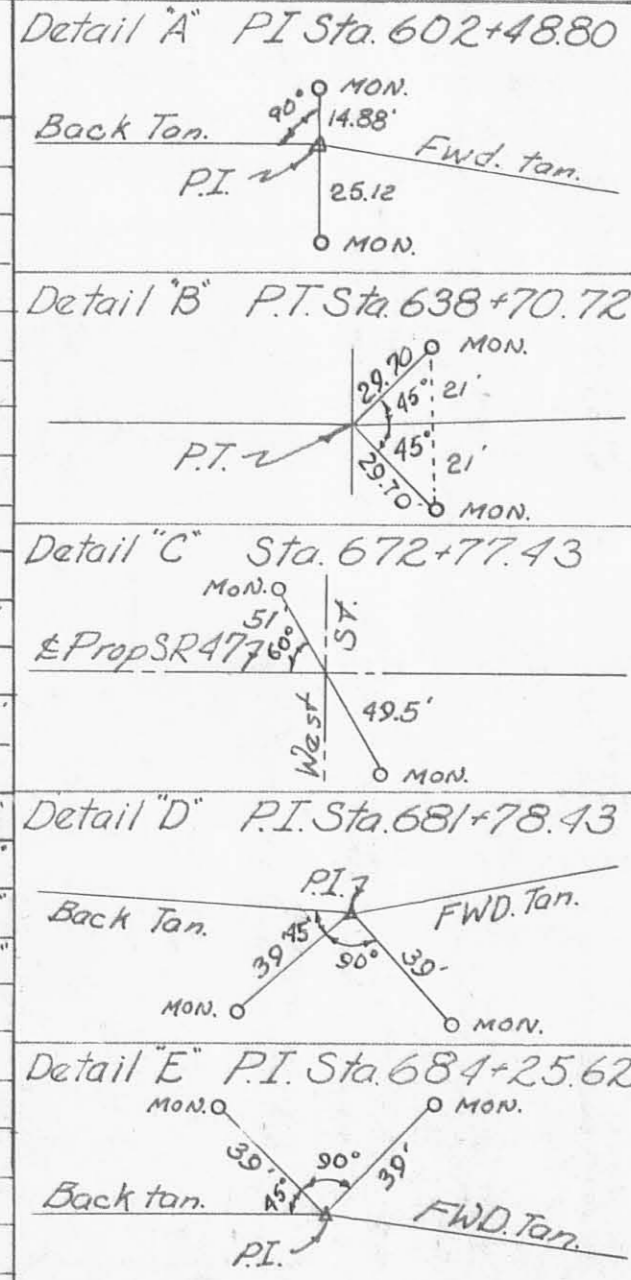 Detail "A" PI Sta. 602+48.80
MON.
90°
14.88'
Back Tan.
Fwd. tan.
P.I.
25.12
MON.
Detail "B" P.T. Sta. 638+70.72
MON.
29.70
45°
21'
P.T.
45°
21'
29.70
MON.
Detail "C" Sta. 672+77.43
MON.
51'
60°
St.
℄ Prop SR 477
West
49.5'
MON.
Detail "D" P.I. Sta. 681+78.43
P.I.
Back Tan.
FWD. Tan.
45°
39'
90°
39'
MON.
MON.
Detail "E" P.I. Sta. 684+25.62
MON.
MON.
39'
90°
39'
45°
Back tan.
FWD. Tan.
P.I.